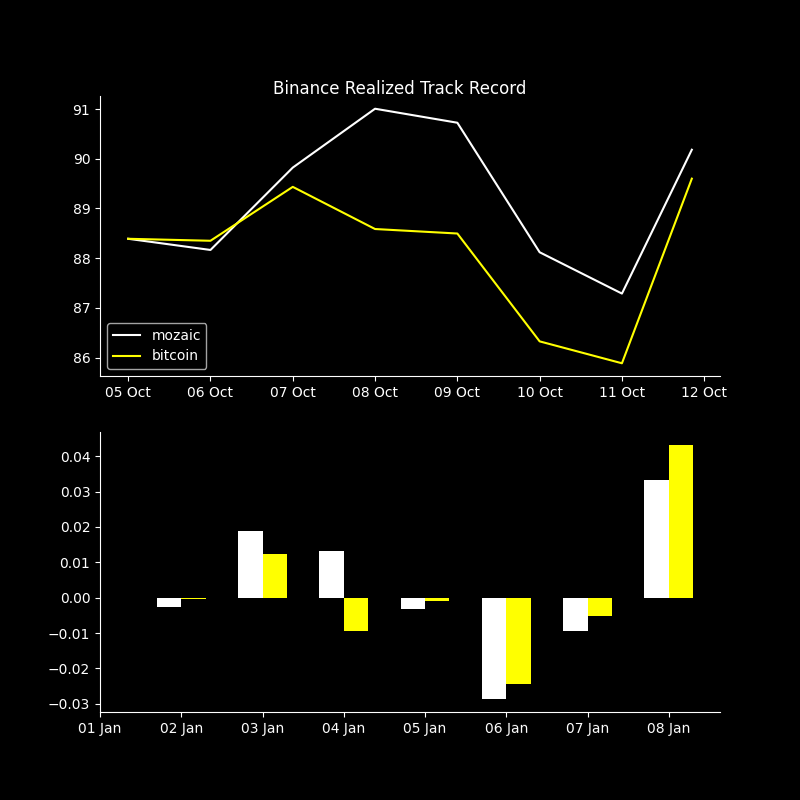 Binance Realized Track Record
91
90
89
88
87
86
mozaic
bitcoin
05 Oct 06 Oct 07 Oct 08 Oct 09 Oct 10 Oct 11 Oct 12 Oct
0.04
0.03
0.02
0.01
0.00
−0.01
−0.02
−0.03
01 Jan 02 Jan 03 Jan 04 Jan 05 Jan 06 Jan 07 Jan 08 Jan